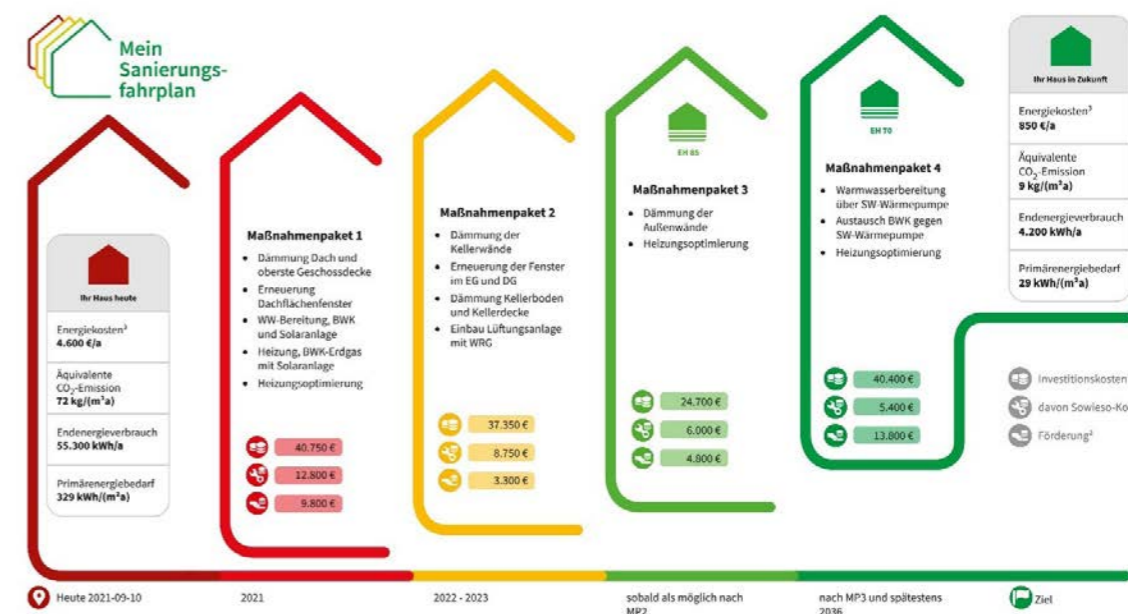 Mein
Sanierungs-
fahrplan
Ihr Haus heute
Energiekosten³
4.600 €/a
Äquivalente
CO₂-Emission
72 kg/(m²a)
Endenergieverbrauch
55.300 kWh/a
Primärenergiebedarf
329 kWh/(m²a)
Maßnahmenpaket 1
• Dämmung Dach und
oberste Geschossdecke
• Erneuerung
Dachflächenfenster
• WW-Bereitung, BWK
und Solaranlage
• Heizung, BWK-Erdgas
mit Solaranlage
• Heizungsoptimierung
40.750 €
12.800 €
9.800 €
Maßnahmenpaket 2
• Dämmung der
Kellerwände
• Erneuerung der Fenster
im EG und DG
• Dämmung Kellerboden
und Kellerdecke
• Einbau Lüftungsanlage
mit WRG
37.350 €
8.750 €
3.300 €
EH 85
Maßnahmenpaket 3
• Dämmung der
Außenwände
• Heizungsoptimierung
24.700 €
6.000 €
4.800 €
EH 70
Maßnahmenpaket 4
• Warmwasserbereitung
über SW-Wärmepumpe
• Austausch BWK gegen
SW-Wärmepumpe
• Heizungsoptimierung
40.400 €
5.400 €
13.800 €
Ihr Haus in Zukunft
Energiekosten³
850 €/a
Äquivalente
CO₂-Emission
9 kg/(m²a)
Endenergieverbrauch
4.200 kWh/a
Primärenergiebedarf
29 kWh/(m²a)
Investitionskosten
davon Sowieso-Ko
Förderung²
Heute 2021-09-10
2021
2022 - 2023
sobald als möglich nach
MP2
nach MP3 und spätestens
2036
Ziel